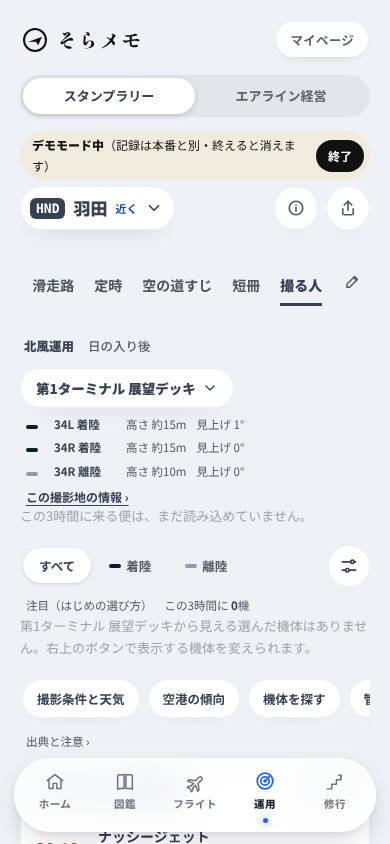 そらメモ
マイページ
スタンプラリー
エアライン経営
デモモード中（記録は本番と別・終えると消えま
す）
終了
HND 羽田 近く
滑走路 定時 空の道すじ 短冊 撮る人
北風運用 日の入り後
第1ターミナル 展望デッキ
34L 着陸 高さ 約15m 見上げ 1°
34R 着陸 高さ 約15m 見上げ 0°
34R 離陸 高さ 約10m 見上げ 0°
この撮影地の情報 ›
この3時間に来る便は、まだ読み込めていません。
すべて 着陸 離陸
注目（はじめの選び方） この3時間に 0機
第1ターミナル 展望デッキから見える選んだ機体はありませ
ん。右上のボタンで表示する機体を変えられます。
撮影条件と天気 空港の傾向 機体を探す
出典と注意 ›
ホーム 図鑑 フライト 運用 修行
ナッシージェット